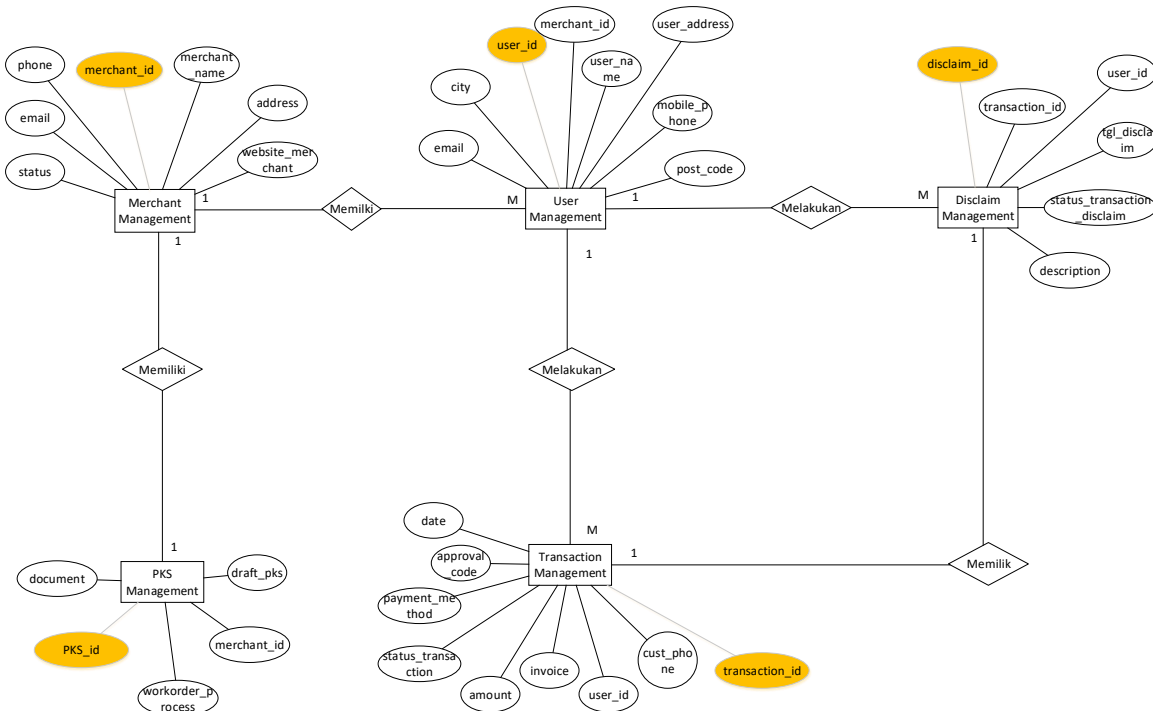 merchant_id
user_address
user_id
phone
merchant
_name
merchant_id
user_na
me
disclaim_id
user_id
city
address
transaction_id
mobile_p
hone
email
email
tgl_discla
im
website_mer
chant
status
post_code
Merchant
Management
1
Memilki
M
User
Management
1
Melakukan
M
Disclaim
Management
status_transaction
_disclaim
1
1
1
description
Memiliki
Melakukan
date
M
1
approval
_code
Transaction
Management
1
Memilik
document
PKS
Management
draft_pks
payment_me
thod
PKS_id
merchant_id
status_transa
ction
invoice
cust_pho
ne
transaction_id
workorder_p
rocess
amount
user_id